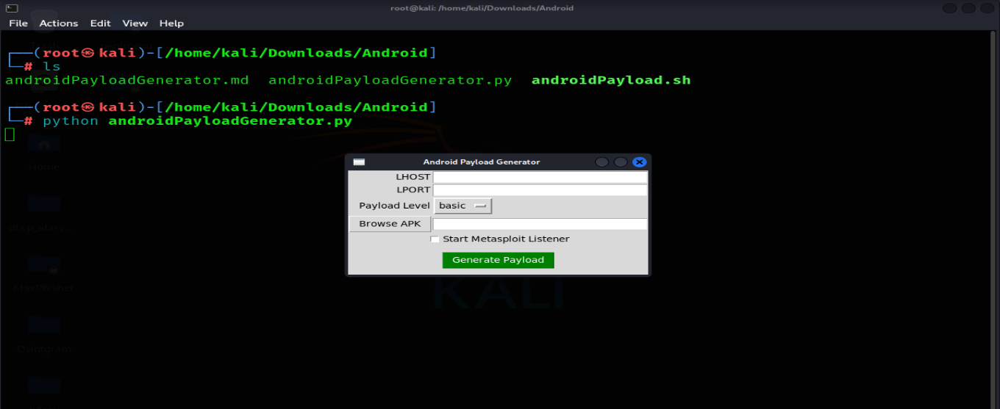 root@kali: /home/kali/Downloads/Android
File Actions Edit View Help
(root㉿kali)-[/home/kali/Downloads/Android]
# ls
androidPayloadGenerator.md androidPayloadGenerator.py androidPayload.sh
(root㉿kali)-[/home/kali/Downloads/Android]
# python androidPayloadGenerator.py
Home
Android Payload Generator
LHOST
LPORT
Payload Level basic
Browse APK
Start Metasploit Listener
Generate Payload
MaxPhisher
KALI
Osintgram